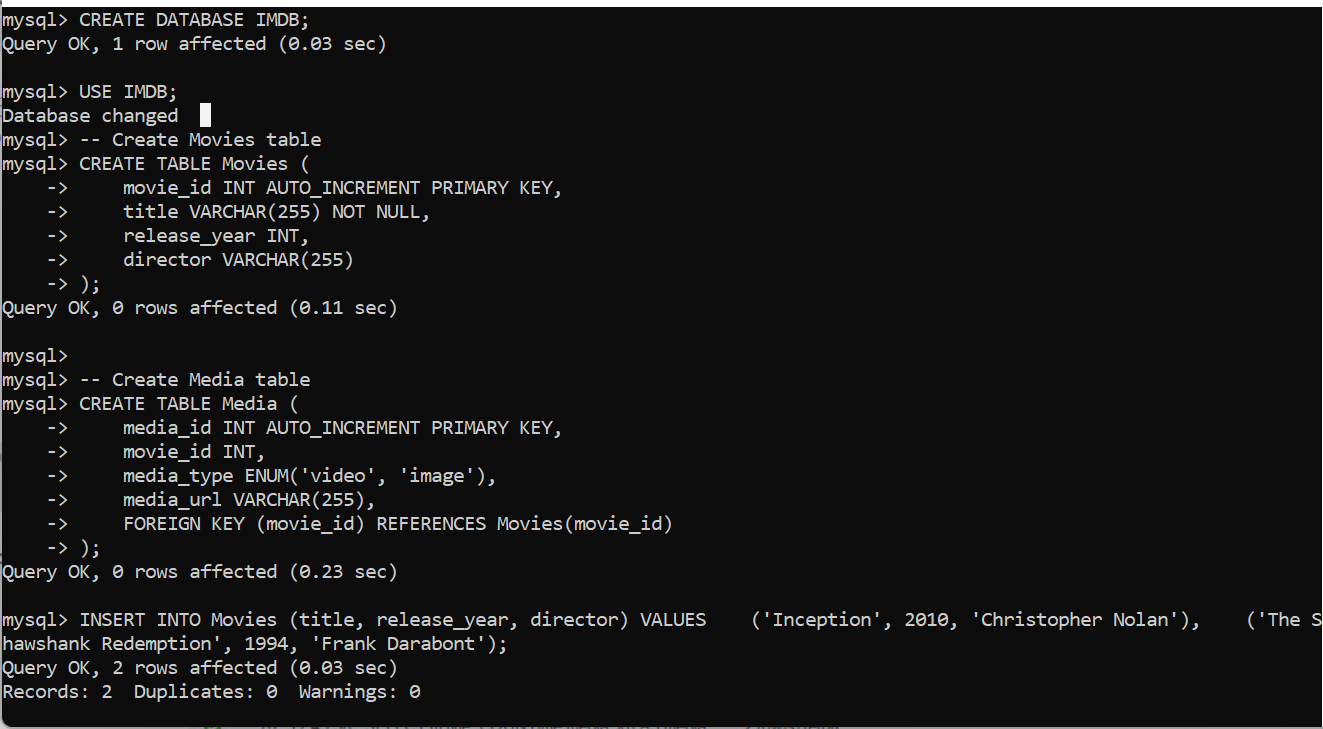 mysql> CREATE DATABASE IMDB;
Query OK, 1 row affected (0.03 sec)
mysql> USE IMDB;
Database changed
mysql> -- Create Movies table
mysql> CREATE TABLE Movies (
    ->     movie_id INT AUTO_INCREMENT PRIMARY KEY,
    ->     title VARCHAR(255) NOT NULL,
    ->     release_year INT,
    ->     director VARCHAR(255)
    -> );
Query OK, 0 rows affected (0.11 sec)
mysql>
mysql> -- Create Media table
mysql> CREATE TABLE Media (
    ->     media_id INT AUTO_INCREMENT PRIMARY KEY,
    ->     movie_id INT,
    ->     media_type ENUM('video', 'image'),
    ->     media_url VARCHAR(255),
    ->     FOREIGN KEY (movie_id) REFERENCES Movies(movie_id)
    -> );
Query OK, 0 rows affected (0.23 sec)
mysql> INSERT INTO Movies (title, release_year, director) VALUES    ('Inception', 2010, 'Christopher Nolan'),    ('The S
hawshank Redemption', 1994, 'Frank Darabont');
Query OK, 2 rows affected (0.03 sec)
Records: 2  Duplicates: 0  Warnings: 0